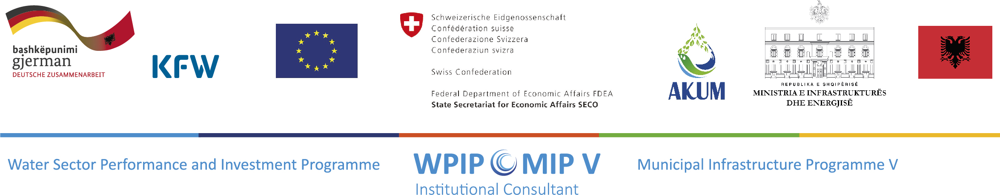 bashkëpunimi
gjerman
DEUTSCHE ZUSAMMENARBEIT
KFW
Schweizerische Eidgenossenschaft
Confédération suisse
Confederazione Svizzera
Confederaziun svizra
Swiss Confederation
Federal Department of Economic Affairs FDEA
State Secretariat for Economic Affairs SECO
AKUM
REPUBLIKA E SHQIPËRISË
MINISTRIA E INFRASTRUKTURËS
DHE ENERGJISË
Water Sector Performance and Investment Programme
WPIP MIP V
Institutional Consultant
Municipal Infrastructure Programme V